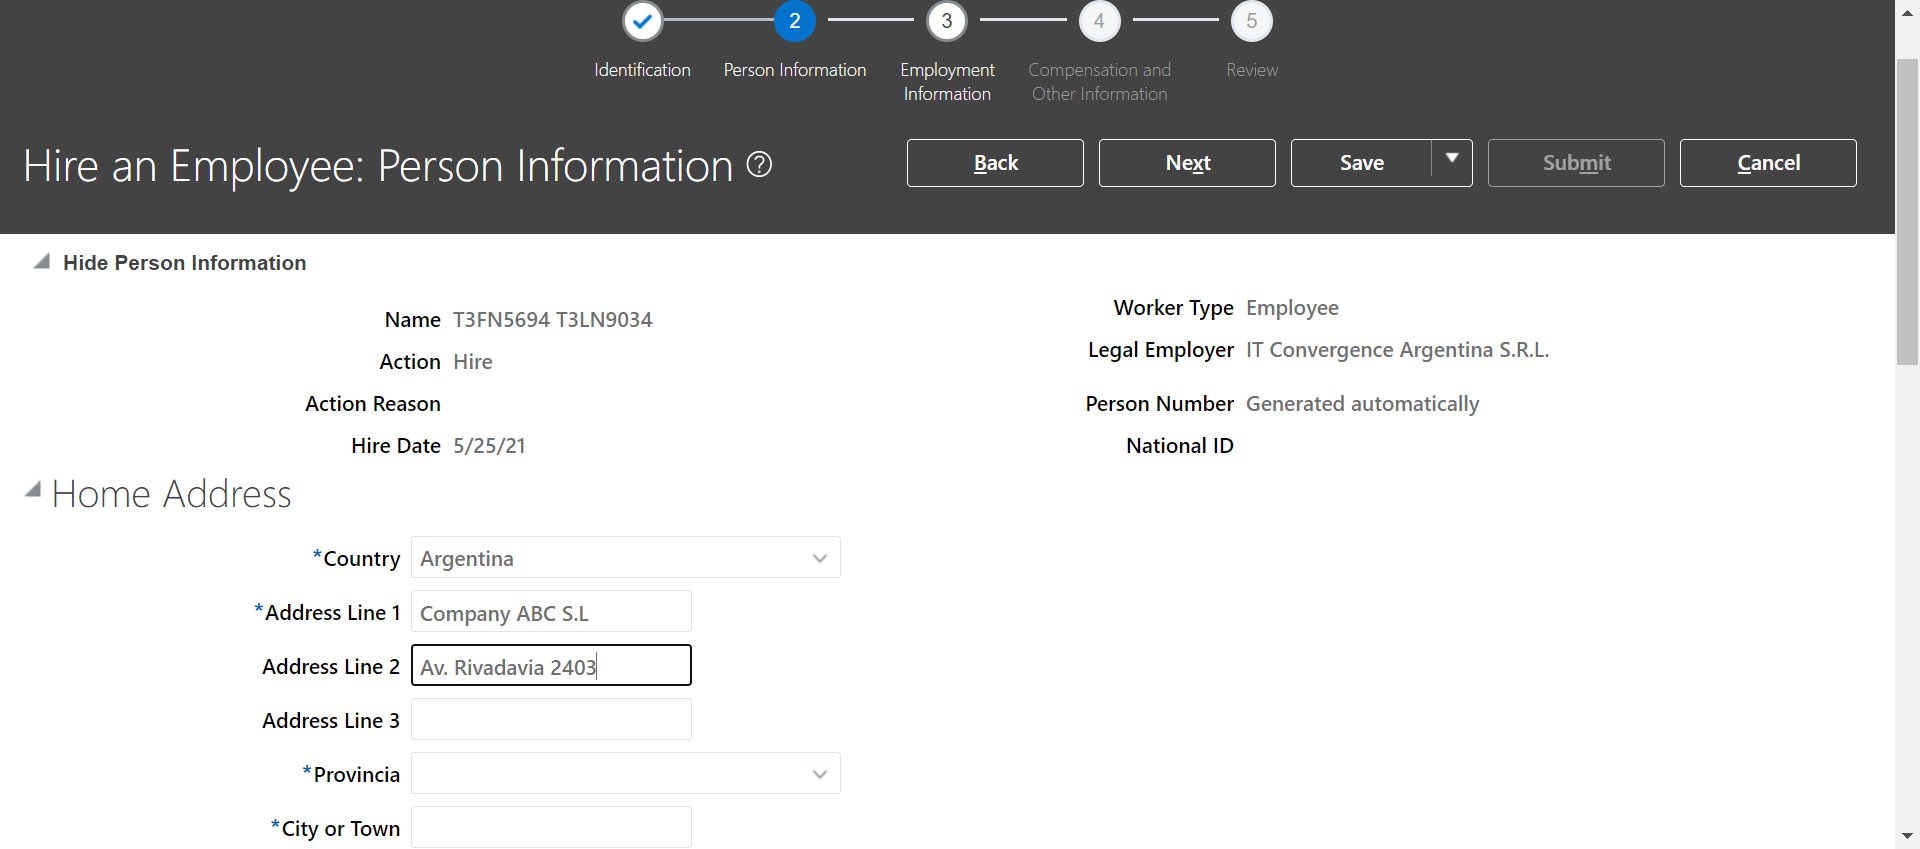 2 3 4 5
Identification Person Information Employment Information Compensation and Other Information Review
Hire an Employee: Person Information ?
Back Next Save Submit Cancel
Hide Person Information
Name T3FN5694 T3LN9034
Action Hire
Action Reason
Hire Date 5/25/21
Worker Type Employee
Legal Employer IT Convergence Argentina S.R.L.
Person Number Generated automatically
National ID
Home Address
*Country Argentina
*Address Line 1 Company ABC S.L
Address Line 2 Av. Rivadavia 2403
Address Line 3
*Provincia
*City or Town